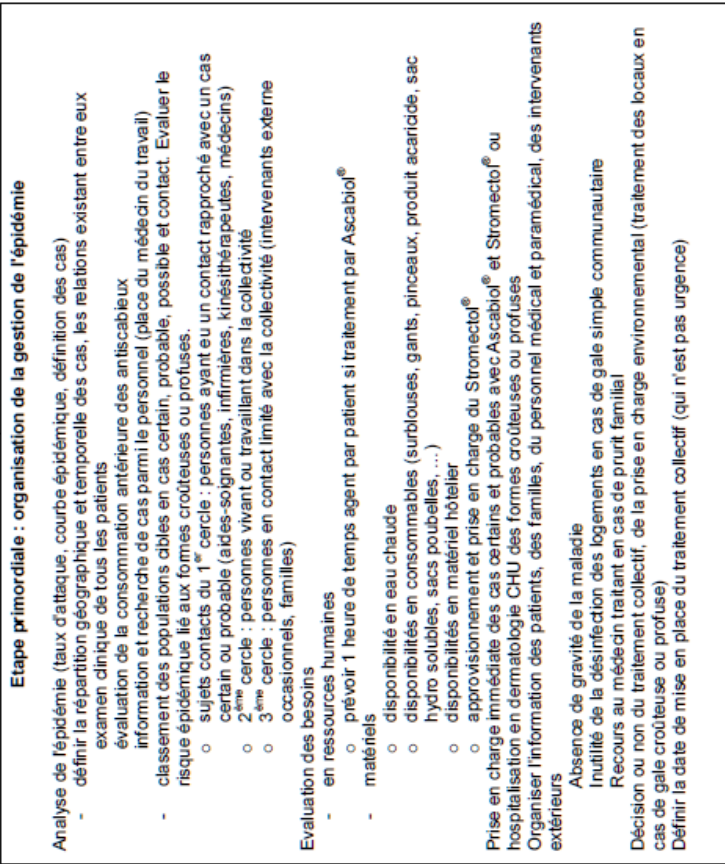 Etape primordiale : organisation de la gestion de l'épidémie
Analyse de l'épidémie (taux d'attaque, courbe épidémique, définition des cas)
- définir la répartition géographique et temporelle des cas, les relations existant entre eux
examen clinique de tous les patients
évaluation de la consommation antérieure des antiscabieux
information et recherche de cas parmi le personnel (place du médecin du travail)
- classement des populations cibles en cas certain, probable, possible et contact. Evaluer le
risque épidémique lié aux formes croûteuses ou profuses.
o sujets contacts du 1er cercle : personnes ayant eu un contact rapproché avec un cas
certain ou probable (aides-soignantes, infirmières, kinésithérapeutes, médecins)
o 2ème cercle : personnes vivant ou travaillant dans la collectivité
o 3ème cercle : personnes en contact limité avec la collectivité (intervenants externe
occasionnels, familles)
Evaluation des besoins
- en ressources humaines
o prévoir 1 heure de temps agent par patient si traitement par Ascabiol®
- matériels
o disponibilité en eau chaude
o disponibilités en consommables (surblouses, gants, pinceaux, produit acaricide, sac
hydro solubles, sacs poubelles, ...)
o disponibilités en matériel hôtelier
o approvisionnement et prise en charge du Stromectol®
Prise en charge immédiate des cas certains et probables avec Ascabiol® et Stromectol® ou
hospitalisation en dermatologie CHU des formes croûteuses ou profuses
Organiser l'information des patients, des familles, du personnel médical et paramédical, des intervenants
extérieurs
Absence de gravité de la maladie
Inutilité de la désinfection des logements en cas de gale simple communautaire
Recours au médecin traitant en cas de prurit familial
Décision ou non du traitement collectif, de la prise en charge environnemental (traitement des locaux en
cas de gale croûteuse ou profuse)
Définir la date de mise en place du traitement collectif (qui n'est pas urgence)